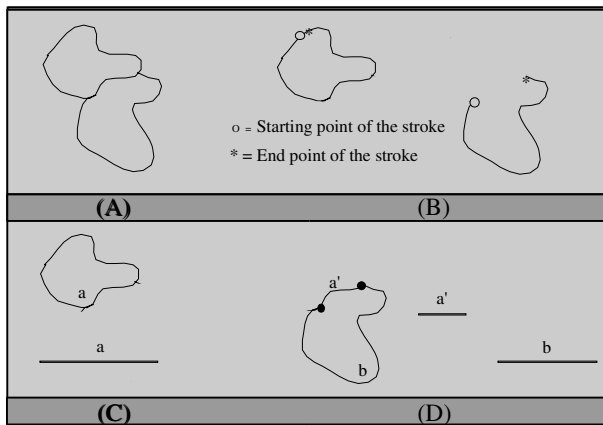 o = Starting point of the stroke
* = End point of the stroke
(A)
(B)
a
a
a'
b
a'
b
(C)
(D)